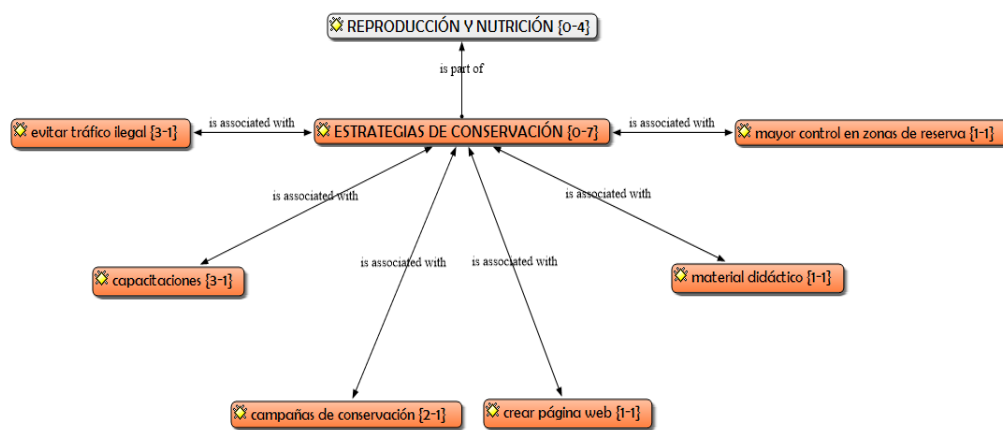 REPRODUCCIÓN Y NUTRICIÓN {0-4}
is part of
evitar tráfico ilegal {3-1}
is associated with
ESTRATEGIAS DE CONSERVACIÓN {0-7}
is associated with
mayor control en zonas de reserva {1-1}
is associated with
is associated with
is associated with
is associated with
capacitaciones {3-1}
material didáctico {1-1}
campañas de conservación {2-1}
crear página web {1-1}